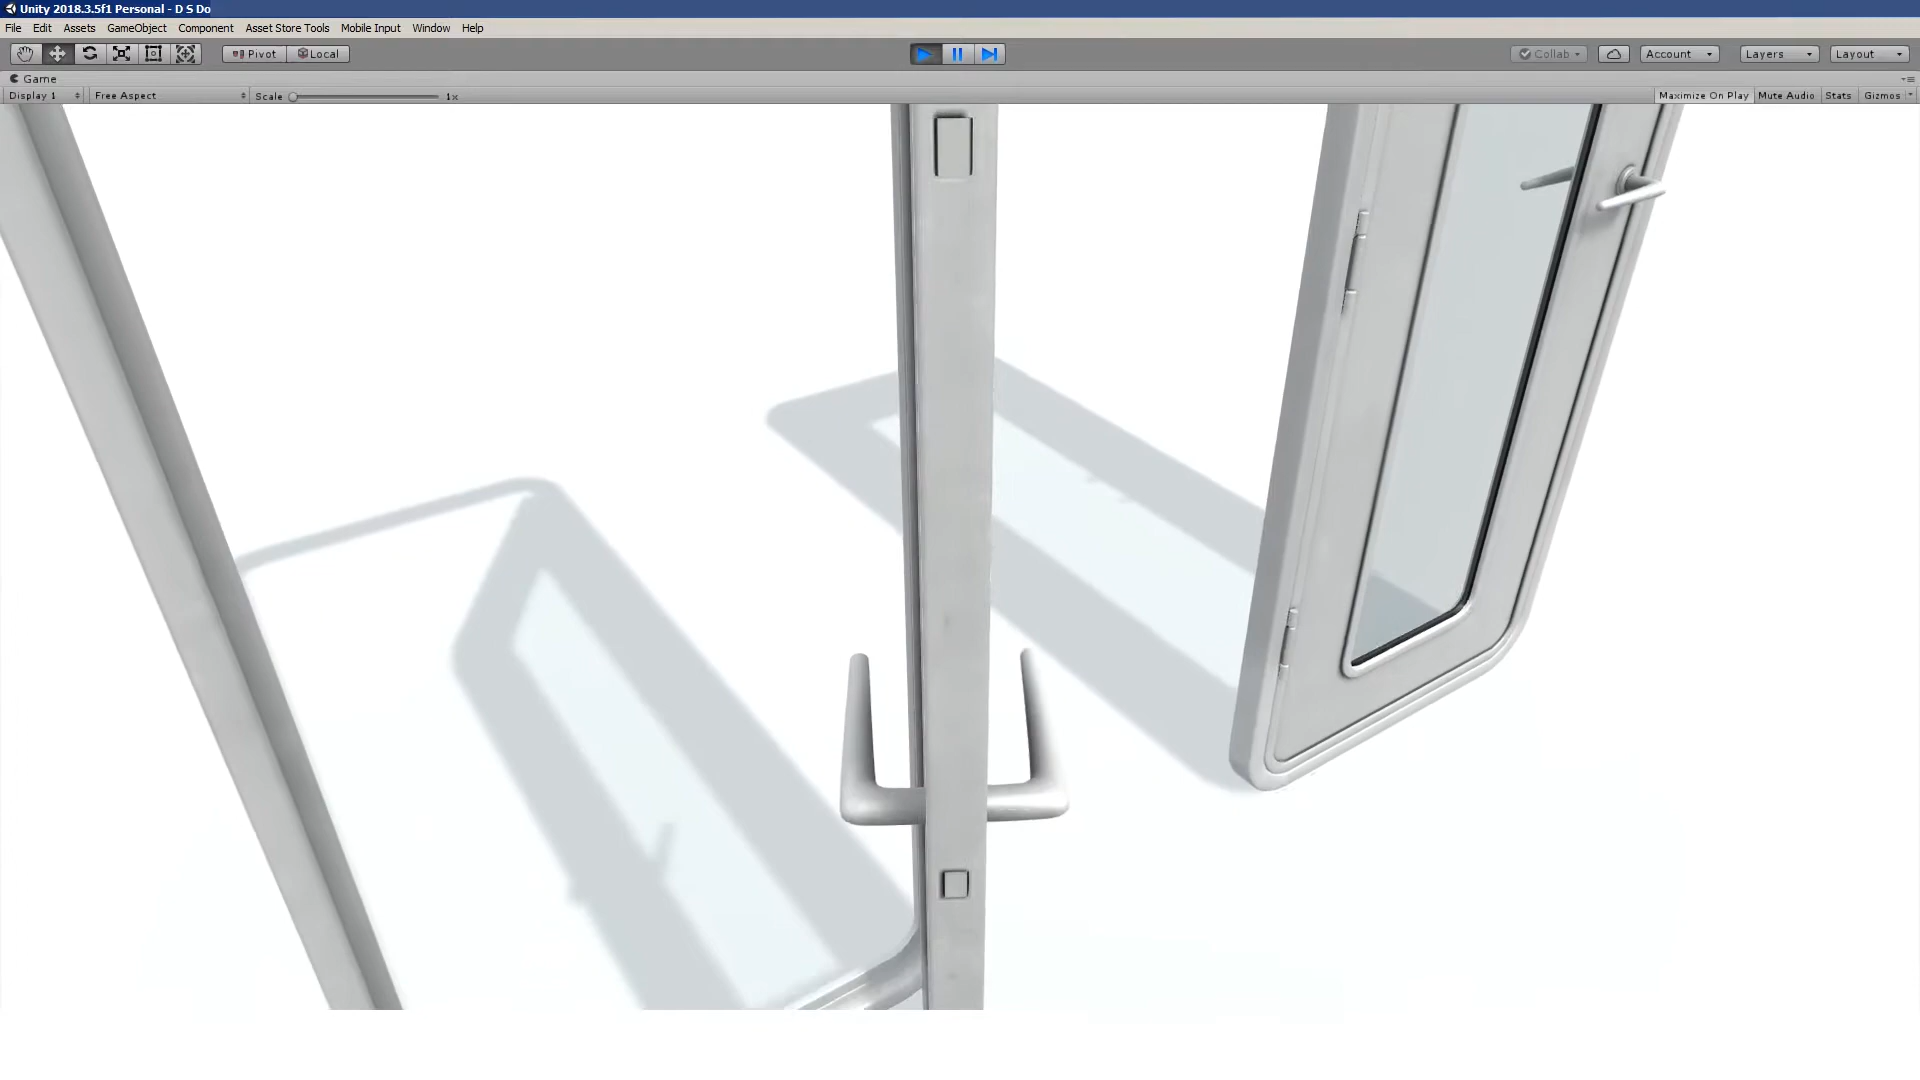 Unity 2018.3.5f1 Personal - D S Do
File Edit Assets GameObject Component Asset Store Tools Mobile Input Window Help
Pivot Local Collab Account Layers Layout
Game
Display 1 Free Aspect Scale 1x Maximize On Play Mute Audio Stats Gizmos